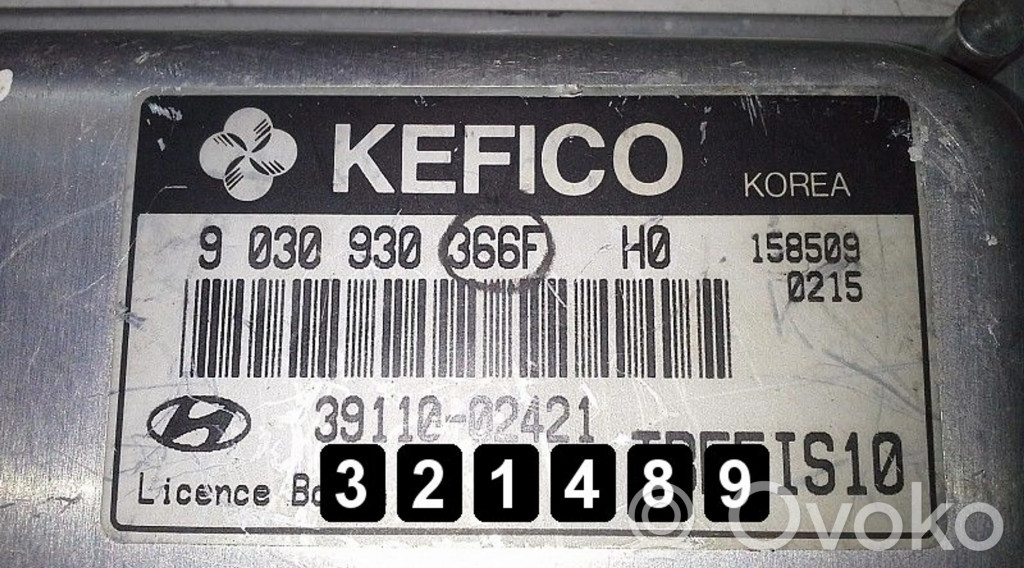 KEFICO KOREA
9 030 930 366F H0 158509
0215
39110-02421
IS10
Licence
3 2 1 4 8 9
Ovoko